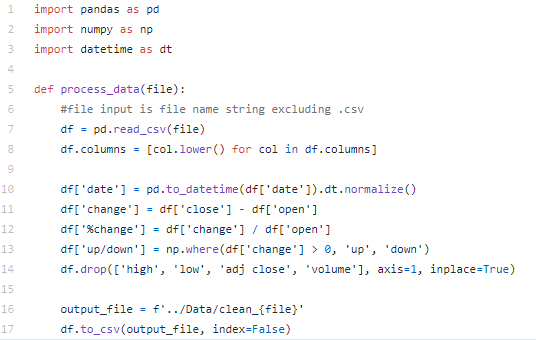 1 import pandas as pd
2 import numpy as np
3 import datetime as dt
4
5 def process_data(file):
6     #file input is file name string excluding .csv
7     df = pd.read_csv(file)
8     df.columns = [col.lower() for col in df.columns]
9
10     df['date'] = pd.to_datetime(df['date']).dt.normalize()
11     df['change'] = df['close'] - df['open']
12     df['%change'] = df['change'] / df['open']
13     df['up/down'] = np.where(df['change'] > 0, 'up', 'down')
14     df.drop(['high', 'low', 'adj close', 'volume'], axis=1, inplace=True)
15
16     output_file = f'../Data/clean_{file}'
17     df.to_csv(output_file, index=False)